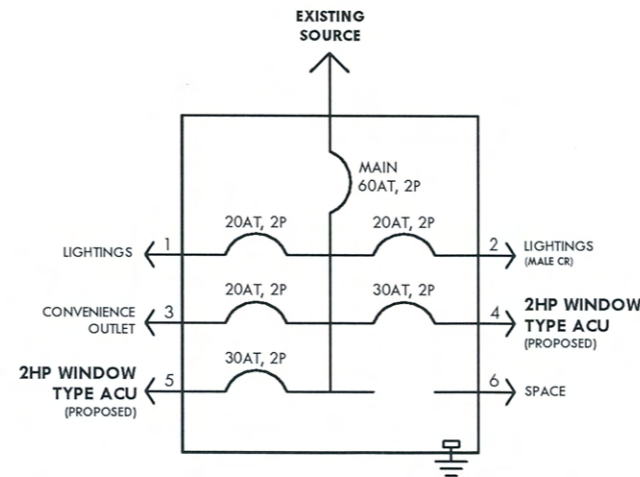 EXISTING
SOURCE
MAIN
60AT, 2P
20AT, 2P
20AT, 2P
LIGHTINGS
1
2
LIGHTINGS
(MALE CR)
20AT, 2P
30AT, 2P
CONVENIENCE
OUTLET
3
4
2HP WINDOW
TYPE ACU
(PROPOSED)
30AT, 2P
2HP WINDOW
TYPE ACU
(PROPOSED)
5
6
SPACE